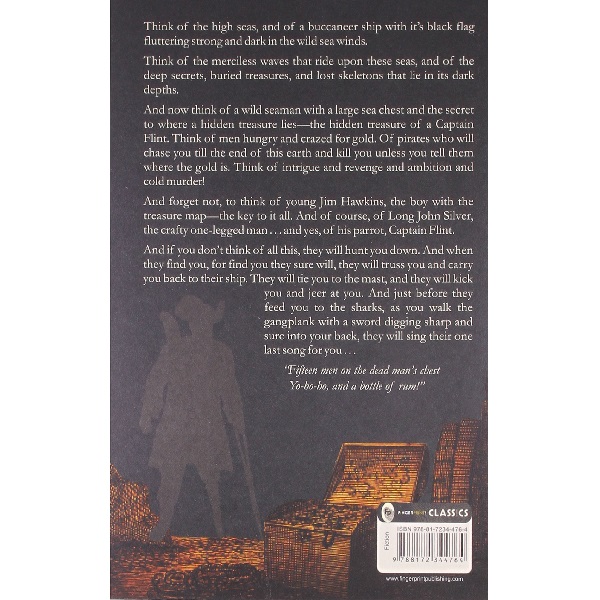 Think of the high seas, and of a buccaneer ship with it's black flag
fluttering strong and dark in the wild sea winds.
Think of the merciless waves that ride upon these seas, and of the
deep secrets, buried treasures, and lost skeletons that lie in its dark
depths.
And now think of a wild seaman with a large sea chest and the secret
to where a hidden treasure lies—the hidden treasure of a Captain
Flint. Think of men hungry and crazed for gold. Of pirates who will
chase you till the end of this earth and kill you unless you tell them
where the gold is. Think of intrigue and revenge and ambition and
cold murder!
And forget not, to think of young Jim Hawkins, the boy with the
treasure map—the key to it all. And of course, of Long John Silver,
the crafty one-legged man . . . and yes, of his parrot, Captain Flint.
And if you don't think of all this, they will hunt you down. And when
they find you, for find you they sure will, they will truss you and carry
you back to their ship. They will tie you to the mast, and they will kick
you and jeer at you. And just before they
feed you to the sharks, as you walk the
gangplank with a sword digging sharp and
sure into your back, they will sing their one
last song for you . . .
"Fifteen men on the dead man's chest
Yo-ho-ho, and a bottle of rum!"
FP
FINGERPRINT! CLASSICS
ISBN 978-81-7234-476-4
Fiction
9 788172 344764
www.fingerprintpublishing.com